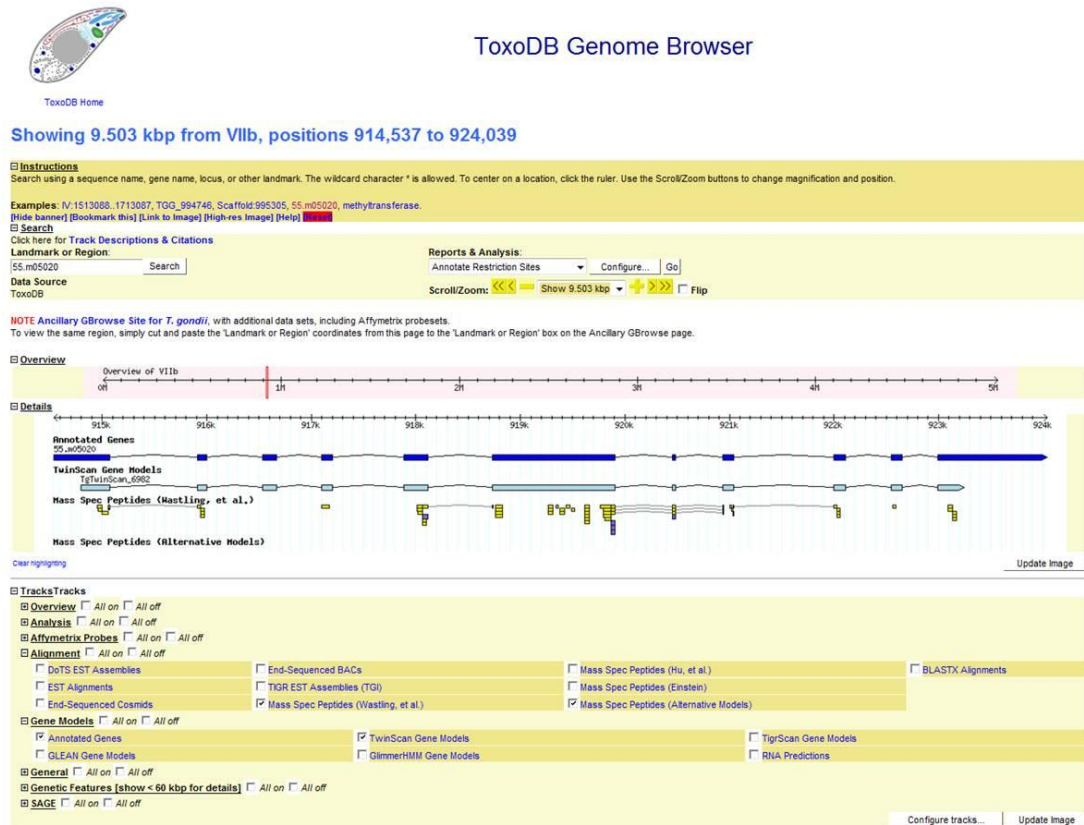 ToxoDB Genome Browser
ToxoDB Home
Showing 9.503 kbp from VIIb, positions 914,537 to 924,039
Instructions
Search using a sequence name, gene name, locus, or other landmark. The wildcard character * is allowed. To center on a location, click the ruler. Use the Scroll/Zoom buttons to change magnification and position.
Examples: IV:1513088..1713087, TGG_994746, Scaffold:995305, 55.m05020, methyltransferase.
[Hide banner] [Bookmark this] [Link to Image] [High-res Image] [Help] [Reset]
Search
Click here for Track Descriptions & Citations
Landmark or Region:
55.m05020 Search
Data Source
ToxoDB
Reports & Analysis:
Annotate Restriction Sites Configure... Go
Scroll/Zoom: Show 9.503 kbp Flip
NOTE Ancillary GBrowse Site for T. gondii, with additional data sets, including Affymetrix probesets.
To view the same region, simply cut and paste the 'Landmark or Region' coordinates from this page to the 'Landmark or Region' box on the Ancillary GBrowse page.
Overview
Overview of VIIb
0M 1M 2M 3M 4M 5M
Details
915k 916k 917k 918k 919k 920k 921k 922k 923k 924k
Annotated Genes
55.m05020
TwinScan Gene Models
TgTwinScan_6982
Mass Spec Peptides (Wastling, et al.)
Mass Spec Peptides (Alternative Models)
Clear highlighting Update Image
TracksTracks
Overview All on All off
Analysis All on All off
Affymetrix Probes All on All off
Alignment All on All off
DoTS EST Assemblies End-Sequenced BACs Mass Spec Peptides (Hu, et al.) BLASTX Alignments
EST Alignments TIGR EST Assemblies (TGI) Mass Spec Peptides (Einstein)
End-Sequenced Cosmids Mass Spec Peptides (Wastling, et al.) Mass Spec Peptides (Alternative Models)
Gene Models All on All off
Annotated Genes TwinScan Gene Models TigrScan Gene Models
GLEAN Gene Models GlimmerHMM Gene Models RNA Predictions
General All on All off
Genetic Features [show < 60 kbp for details] All on All off
SAGE All on All off
Configure tracks... Update Image